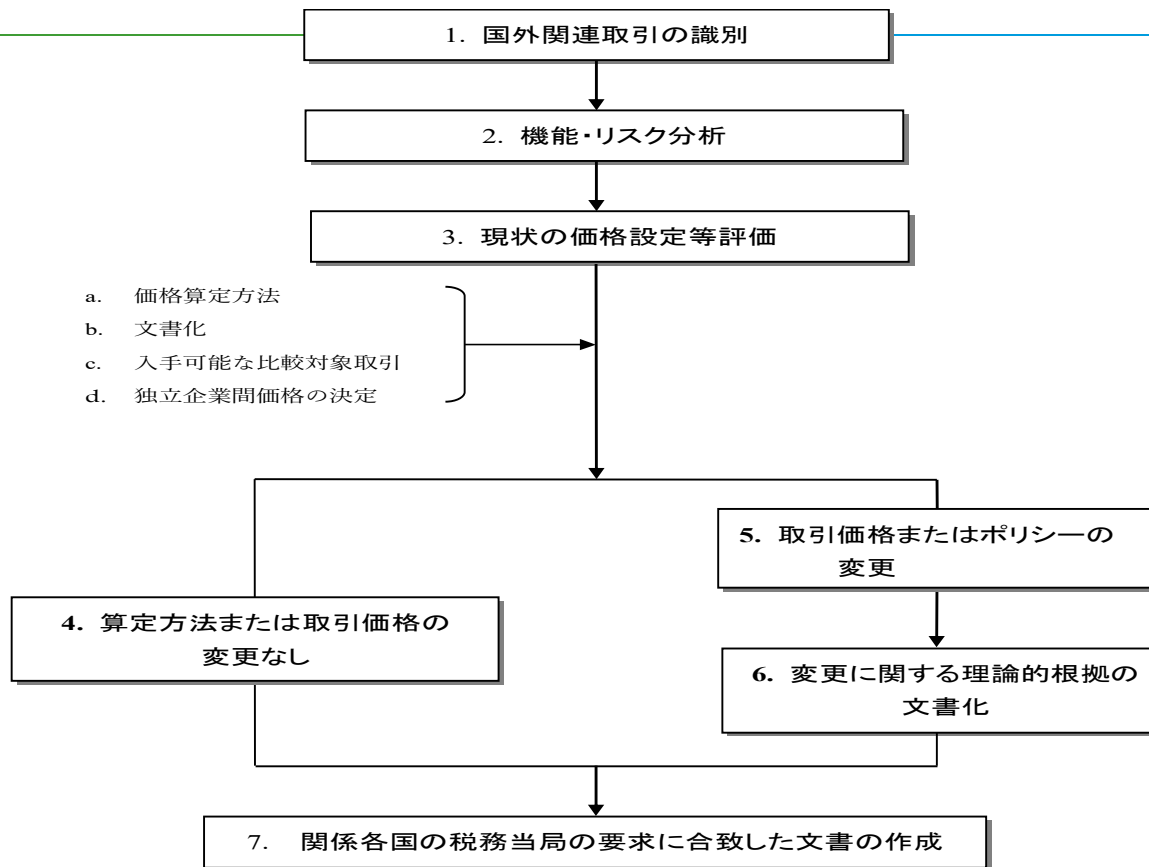 1. 国外関連取引の識別
2. 機能・リスク分析
3. 現状の価格設定等評価
a. 価格算定方法
b. 文書化
c. 入手可能な比較対象取引
d. 独立企業間価格の決定
4. 算定方法または取引価格の
変更なし
5. 取引価格またはポリシーの
変更
6. 変更に関する理論的根拠の
文書化
7. 関係各国の税務当局の要求に合致した文書の作成